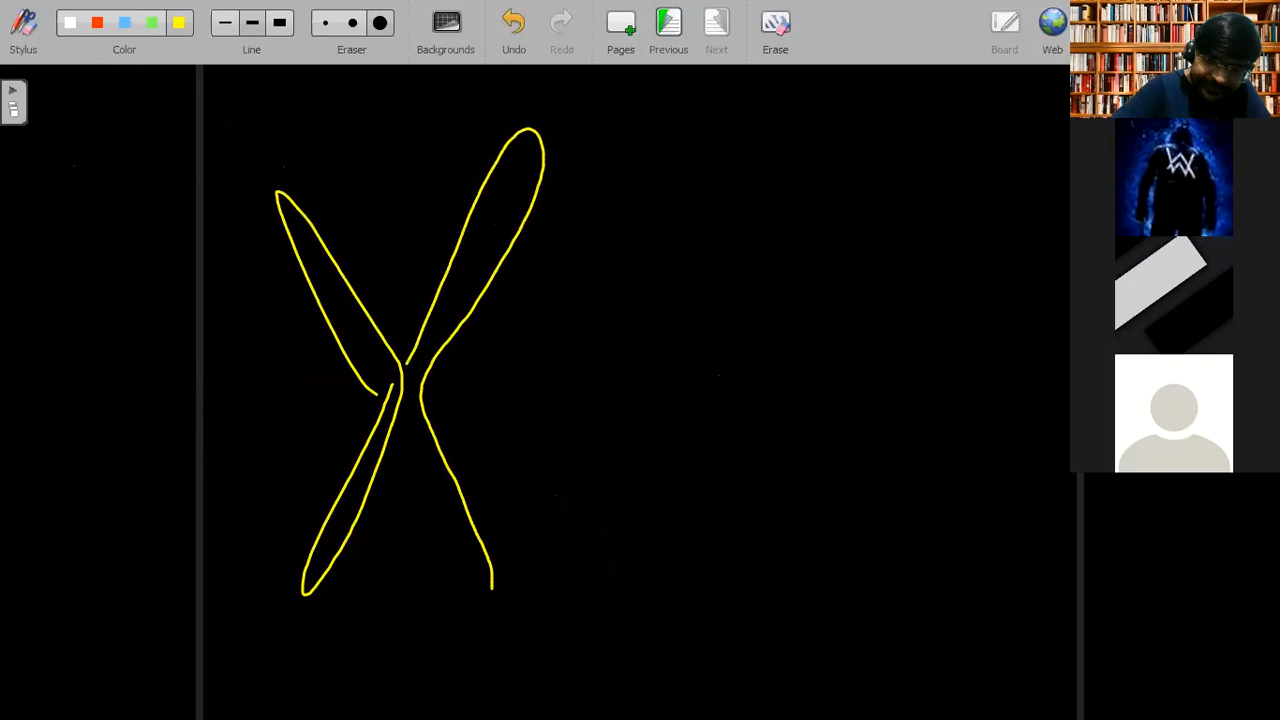 Stylus
Color
Line
Eraser
Backgrounds
Undo
Redo
Pages
Previous
Next
Erase
Board
Web